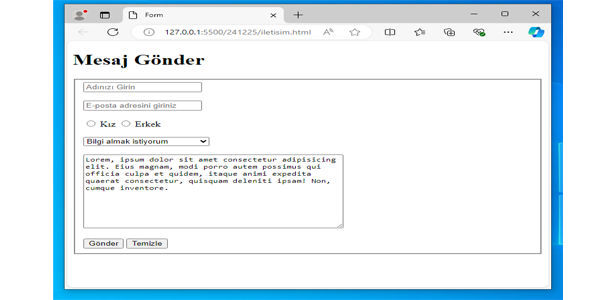 Form
127.0.0.1:5500/241225/iletisim.html
Mesaj Gönder
Adınızı Girin
E-posta adresini giriniz
Kız Erkek
Bilgi almak istiyorum
Lorem, ipsum dolor sit amet consectetur adipisicing
elit. Eius magnam, modi porro autem possimus qui
officia culpa et quidem, itaque animi expedita
quaerat consectetur, quisquam deleniti ipsam! Non,
cumque inventore.
Gönder Temizle